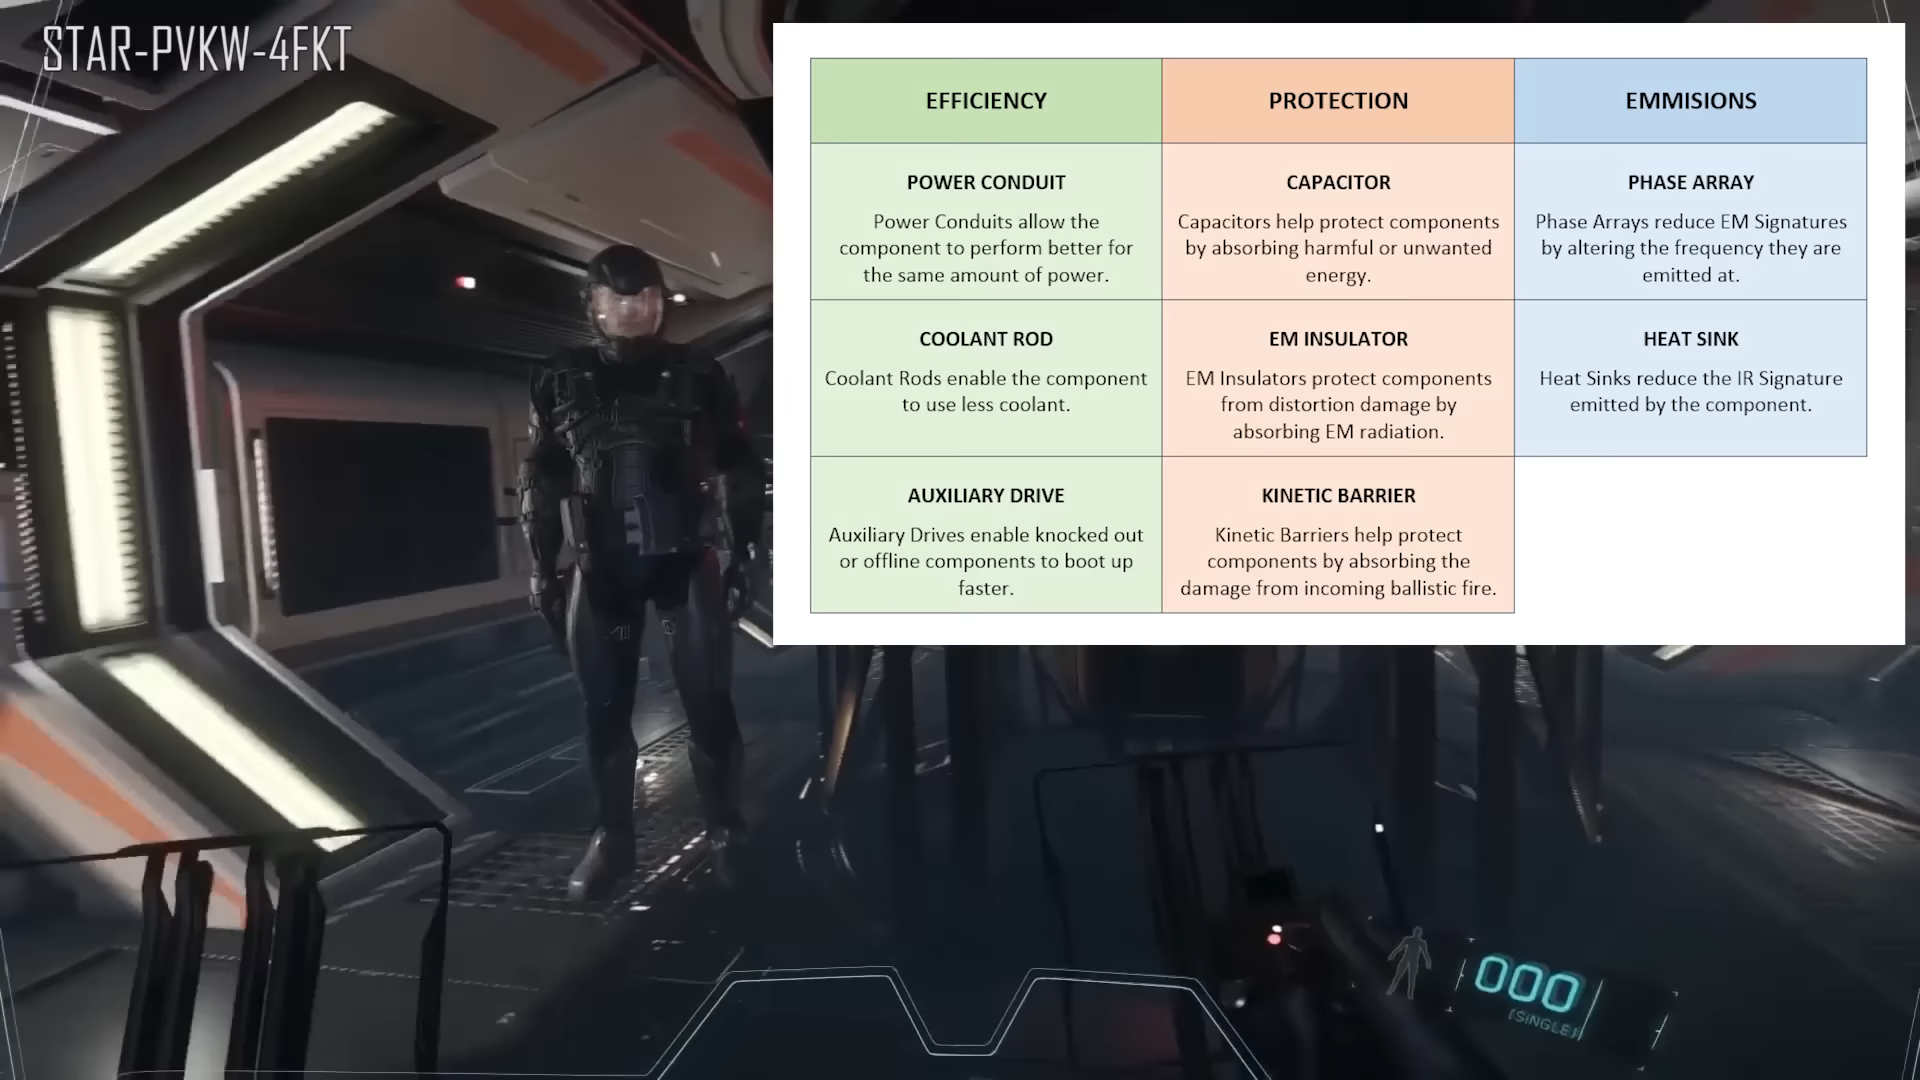 STAR-PVKW-4FKT
EFFICIENCY
PROTECTION
EMMISIONS
POWER CONDUIT
Power Conduits allow the
component to perform better for
the same amount of power.
CAPACITOR
Capacitors help protect components
by absorbing harmful or unwanted
energy.
PHASE ARRAY
Phase Arrays reduce EM Signatures
by altering the frequency they are
emitted at.
COOLANT ROD
Coolant Rods enable the component
to use less coolant.
EM INSULATOR
EM Insulators protect components
from distortion damage by
absorbing EM radiation.
HEAT SINK
Heat Sinks reduce the IR Signature
emitted by the component.
AUXILIARY DRIVE
Auxiliary Drives enable knocked out
or offline components to boot up
faster.
KINETIC BARRIER
Kinetic Barriers help protect
components by absorbing the
damage from incoming ballistic fire.
000
[SINGLE]